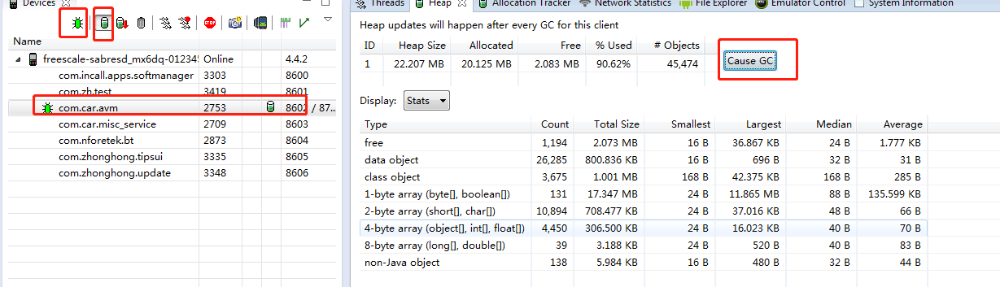 Devices
Name
freescale-sabresd_mx6dq-012345 Online 4.4.2
com.incall.apps.softmanager 3303 8600
com.zh.test 3419 8601
com.car.avm 2753 8602 / 87...
com.car.misc_service 2709 8603
com.nforetek.bt 2873 8604
com.zhonghong.tipsui 3335 8605
com.zhonghong.update 3348 8606
Threads Heap Allocation Tracker Network Statistics File Explorer Emulator Control System Information
Heap updates will happen after every GC for this client
ID Heap Size Allocated Free % Used # Objects
1 22.207 MB 20.125 MB 2.083 MB 90.62% 45,474
Cause GC
Display: Stats
Type Count Total Size Smallest Largest Median Average
free 1,194 2.073 MB 16 B 36.867 KB 24 B 1.777 KB
data object 26,285 800.836 KB 16 B 696 B 32 B 31 B
class object 3,675 1.001 MB 168 B 42.375 KB 168 B 285 B
1-byte array (byte[], boolean[]) 131 17.347 MB 24 B 11.865 MB 88 B 135.599 KB
2-byte array (short[], char[]) 10,894 708.477 KB 24 B 37.016 KB 48 B 66 B
4-byte array (object[], int[], float[]) 4,450 306.500 KB 24 B 16.023 KB 40 B 70 B
8-byte array (long[], double[]) 39 3.188 KB 24 B 520 B 40 B 83 B
non-Java object 138 5.984 KB 16 B 480 B 32 B 44 B